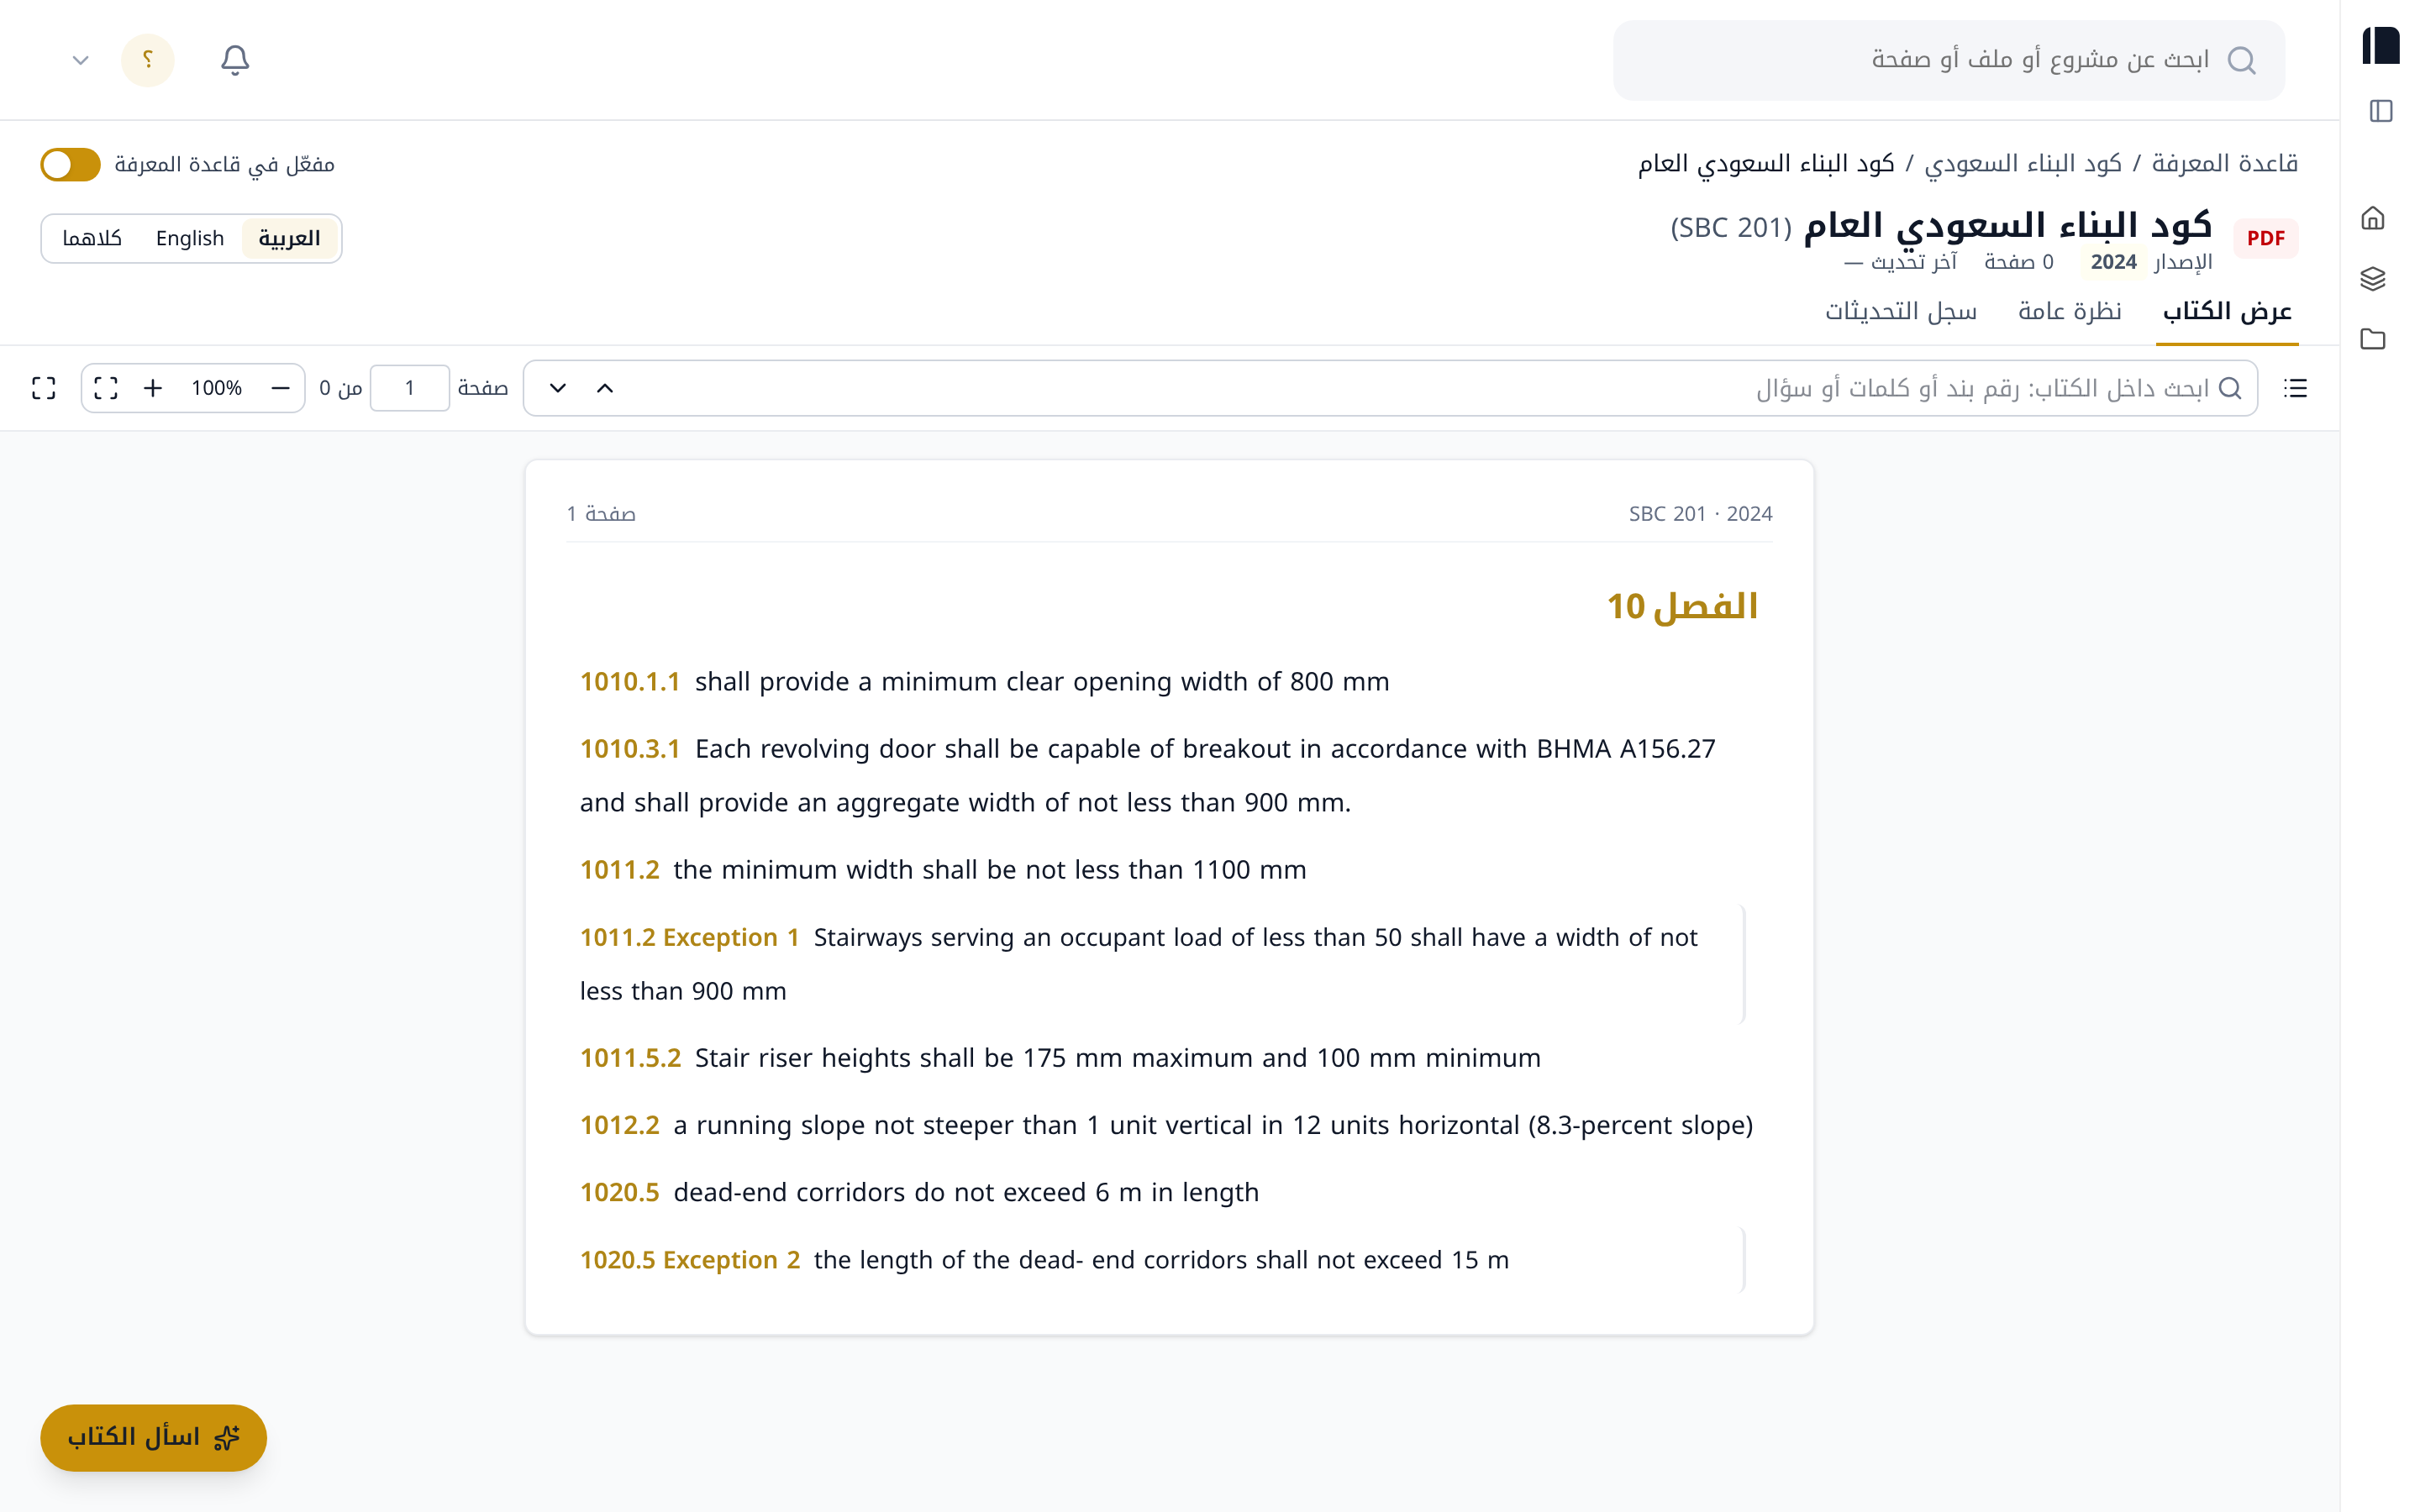 ابحث عن مشروع أو ملف أو صفحة
؟
قاعدة المعرفة / كود البناء السعودي / كود البناء السعودي العام
مفعّل في قاعدة المعرفة
PDF
كود البناء السعودي العام (SBC 201)
العربية English كلاهما
الإصدار 2024 0 صفحة آخر تحديث —
عرض الكتاب نظرة عامة سجل التحديثات
ابحث داخل الكتاب: رقم بند أو كلمات أو سؤال
صفحة 1 من 0
100%
SBC 201 · 2024
صفحة 1
الفصل 10
1010.1.1 shall provide a minimum clear opening width of 800 mm
1010.3.1 Each revolving door shall be capable of breakout in accordance with BHMA A156.27
and shall provide an aggregate width of not less than 900 mm.
1011.2 the minimum width shall be not less than 1100 mm
1011.2 Exception 1 Stairways serving an occupant load of less than 50 shall have a width of not
less than 900 mm
1011.5.2 Stair riser heights shall be 175 mm maximum and 100 mm minimum
1012.2 a running slope not steeper than 1 unit vertical in 12 units horizontal (8.3-percent slope)
1020.5 dead-end corridors do not exceed 6 m in length
1020.5 Exception 2 the length of the dead- end corridors shall not exceed 15 m
اسأل الكتاب